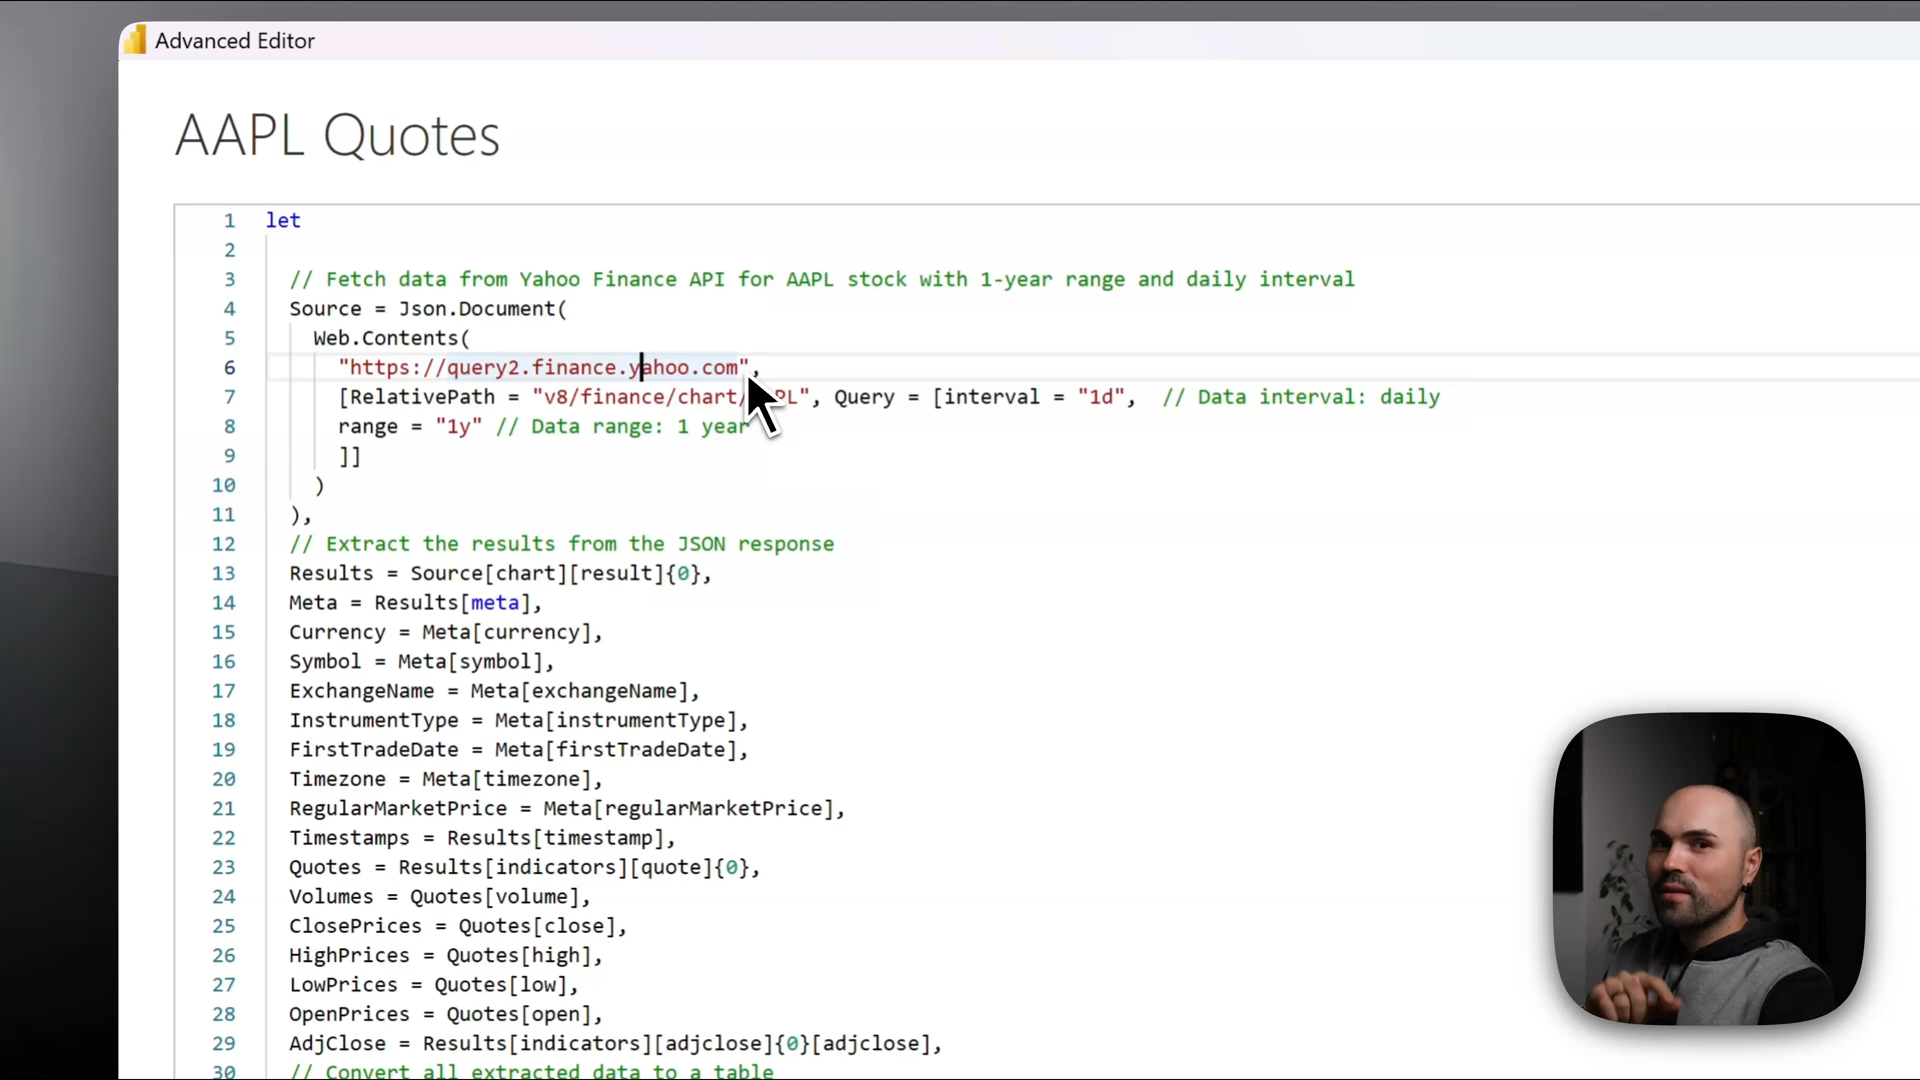 Advanced Editor
AAPL Quotes
1 let
2
3 // Fetch data from Yahoo Finance API for AAPL stock with 1-year range and daily interval
4 Source = Json.Document(
5 Web.Contents(
6 "https://query2.finance.yahoo.com",
7 [RelativePath = "v8/finance/chart/ PL", Query = [interval = "1d", // Data interval: daily
8 range = "1y" // Data range: 1 year
9 ]]
10 )
11 ),
12 // Extract the results from the JSON response
13 Results = Source[chart][result]{0},
14 Meta = Results[meta],
15 Currency = Meta[currency],
16 Symbol = Meta[symbol],
17 ExchangeName = Meta[exchangeName],
18 InstrumentType = Meta[instrumentType],
19 FirstTradeDate = Meta[firstTradeDate],
20 Timezone = Meta[timezone],
21 RegularMarketPrice = Meta[regularMarketPrice],
22 Timestamps = Results[timestamp],
23 Quotes = Results[indicators][quote]{0},
24 Volumes = Quotes[volume],
25 ClosePrices = Quotes[close],
26 HighPrices = Quotes[high],
27 LowPrices = Quotes[low],
28 OpenPrices = Quotes[open],
29 AdjClose = Results[indicators][adjclose]{0}[adjclose],
30 // Convert all extracted data to a table